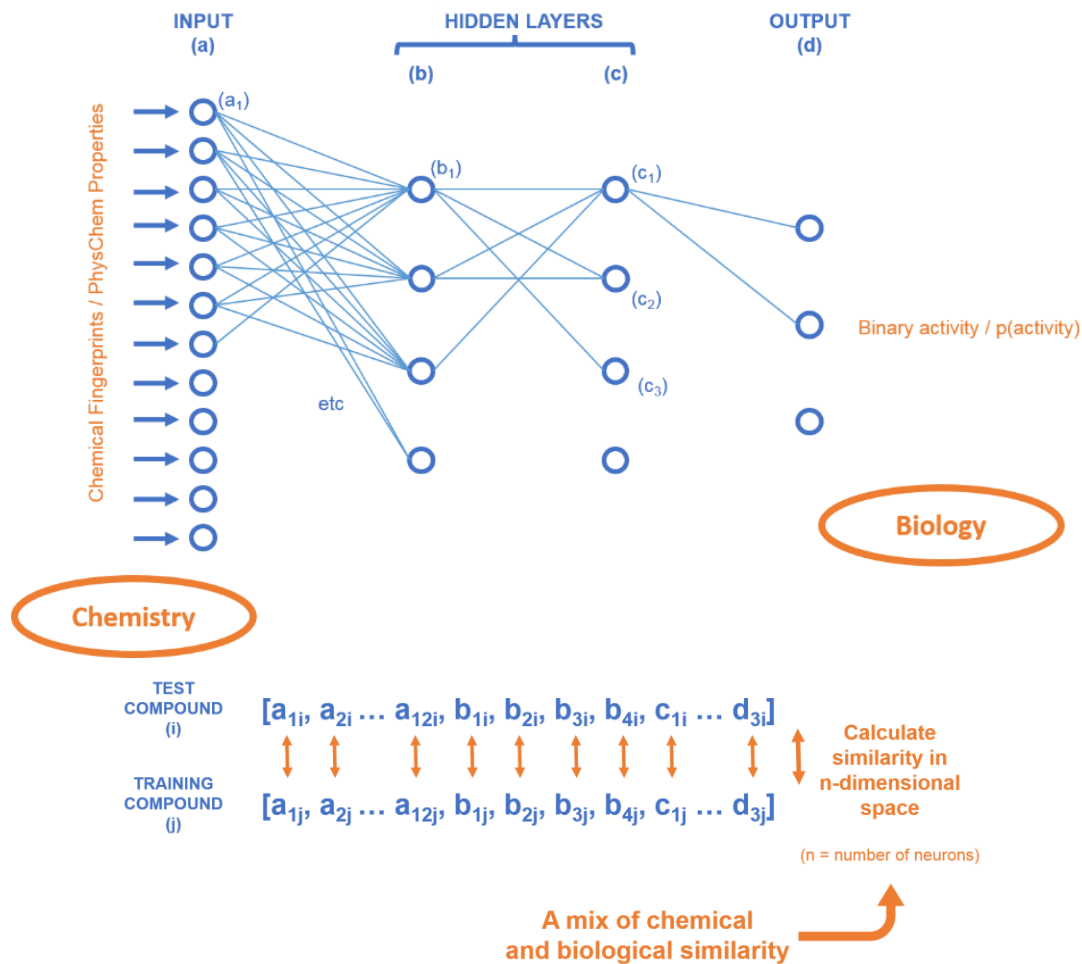 INPUT
(a)
HIDDEN LAYERS
(b)
(c)
OUTPUT
(d)
Chemical Fingerprints / PhysChem Properties
(a₁)
(b₁)
(c₁)
(c₂)
(c₃)
etc
Binary activity / p(activity)
Biology
Chemistry
TEST
COMPOUND
(i)
[a₁ᵢ, a₂ᵢ … a₁₂ᵢ, b₁ᵢ, b₂ᵢ, b₃ᵢ, b₄ᵢ, c₁ᵢ … d₃ᵢ]
TRAINING
COMPOUND
(j)
[a₁ⱼ, a₂ⱼ … a₁₂ⱼ, b₁ⱼ, b₂ⱼ, b₃ⱼ, b₄ⱼ, c₁ⱼ … d₃ⱼ]
Calculate
similarity in
n-dimensional
space
(n = number of neurons)
A mix of chemical
and biological similarity